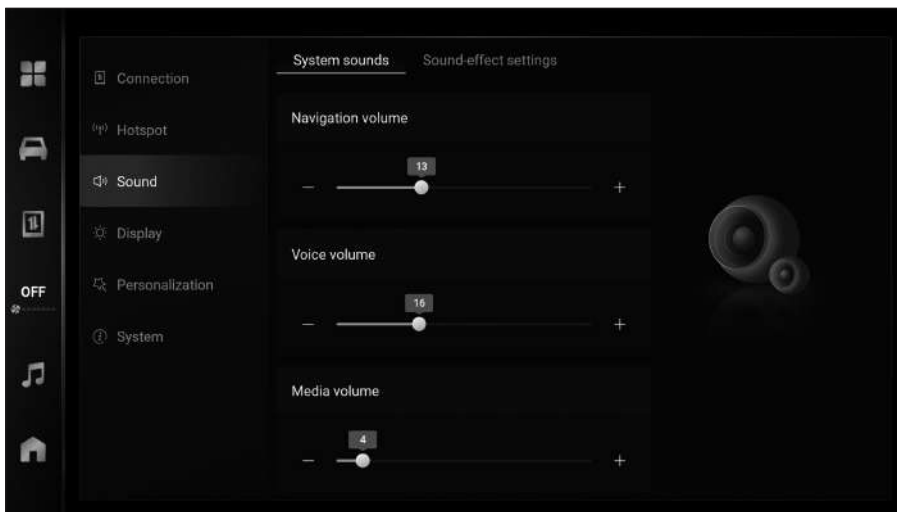 System sounds
Sound-effect settings
Connection
Hotspot
Sound
Display
Personalization
System
OFF
Navigation volume
13
Voice volume
16
Media volume
4